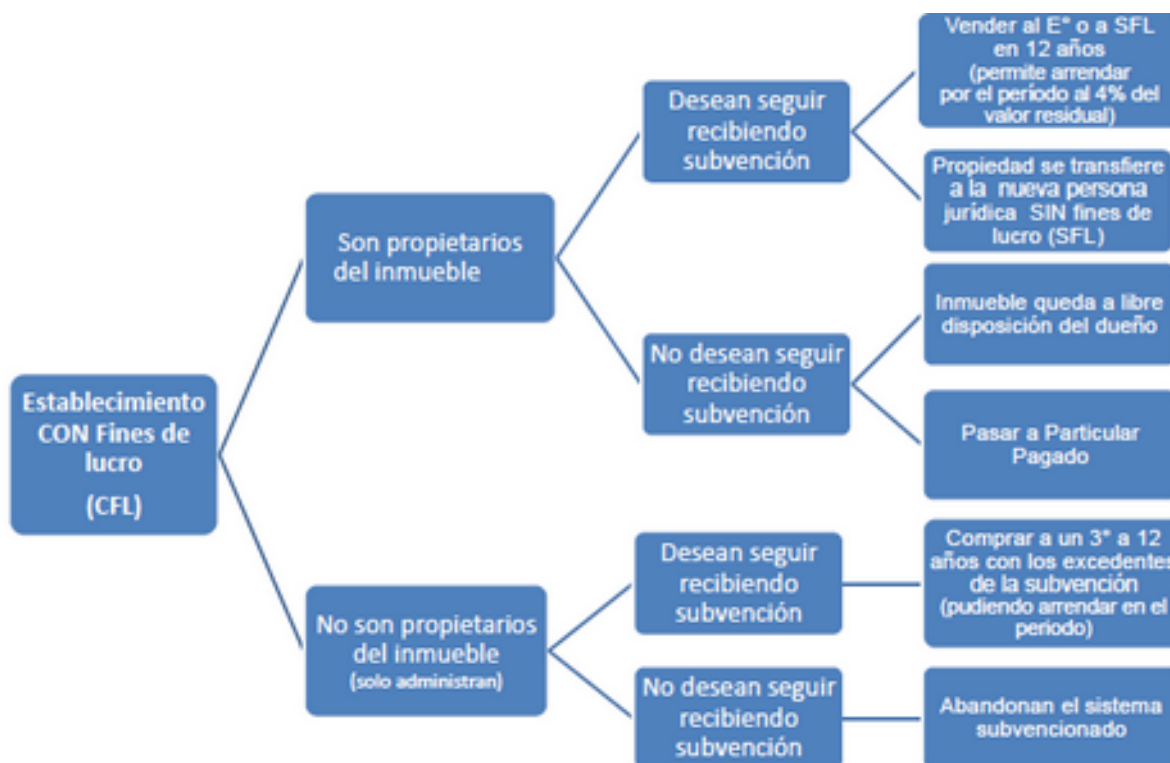 Establecimiento
CON Fines de
lucro
(CFL)
Son propietarios
del inmueble
Desean seguir
recibiendo
subvención
Vender al E° o a SFL
en 12 años
(permite arrendar
por el período al 4% del
valor residual)
Propiedad se transfiere
a la nueva persona
jurídica SIN fines de
lucro (SFL)
No desean seguir
recibiendo
subvención
Inmueble queda a libre
disposición del dueño
Pasar a Particular
Pagado
No son propietarios
del inmueble
(solo administran)
Desean seguir
recibiendo
subvención
Comprar a un 3° a 12
años con los excedentes
de la subvención
(pudiendo arrendar en el
periodo)
No desean seguir
recibiendo
subvención
Abandonan el sistema
subvencionado